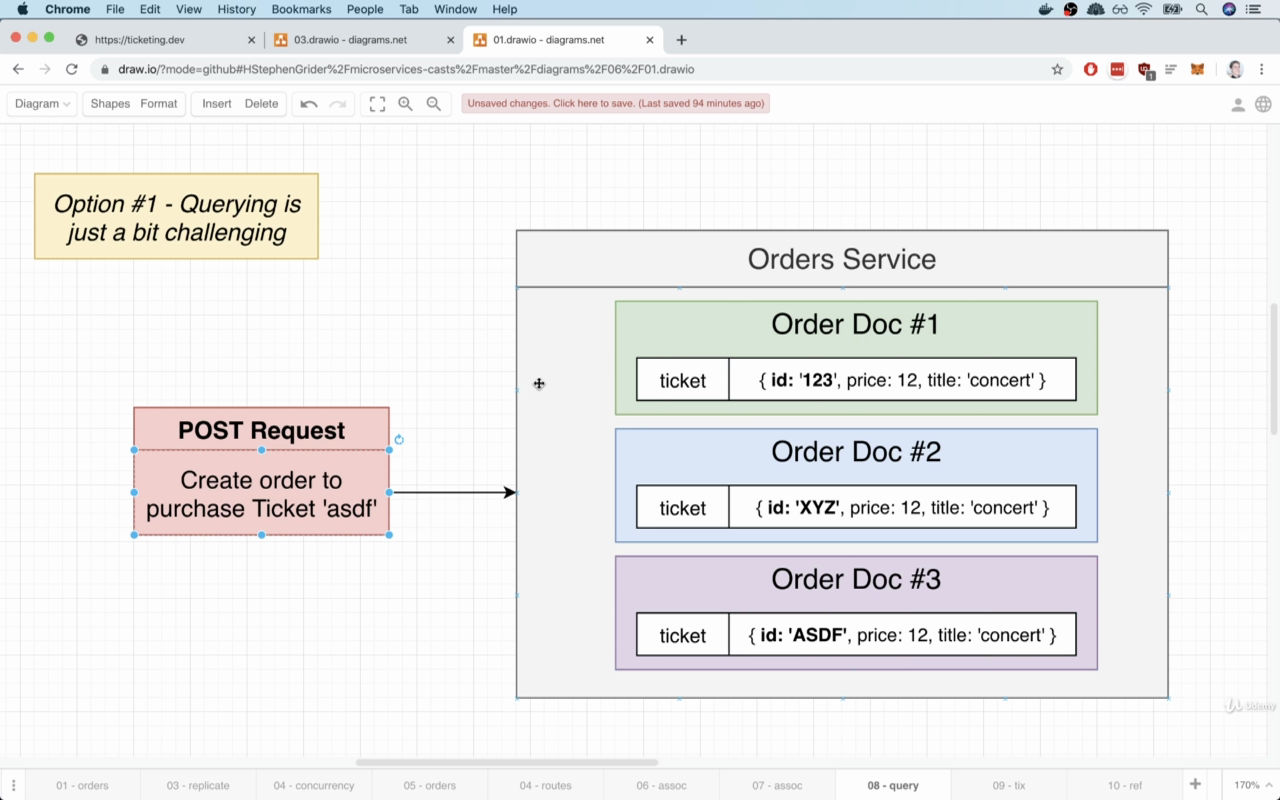 Chrome File Edit View History Bookmarks People Tab Window Help
https://ticketing.dev
03.drawio - diagrams.net
01.drawio - diagrams.net
draw.io/?mode=github#HStephenGrider%2Fmicroservices-casts%2Fmaster%2Fdiagrams%2F06%2F01.drawio
Diagram Shapes Format Insert Delete Unsaved changes. Click here to save. (Last saved 94 minutes ago)
Option #1 - Querying is
just a bit challenging
Orders Service
Order Doc #1
ticket { id: '123', price: 12, title: 'concert' }
POST Request
Create order to
purchase Ticket 'asdf'
Order Doc #2
ticket { id: 'XYZ', price: 12, title: 'concert' }
Order Doc #3
ticket { id: 'ASDF', price: 12, title: 'concert' }
Udemy
01 - orders 03 - replicate 04 - concurrency 05 - orders 04 - routes 06 - assoc 07 - assoc 08 - query 09 - tix 10 - ref 170%